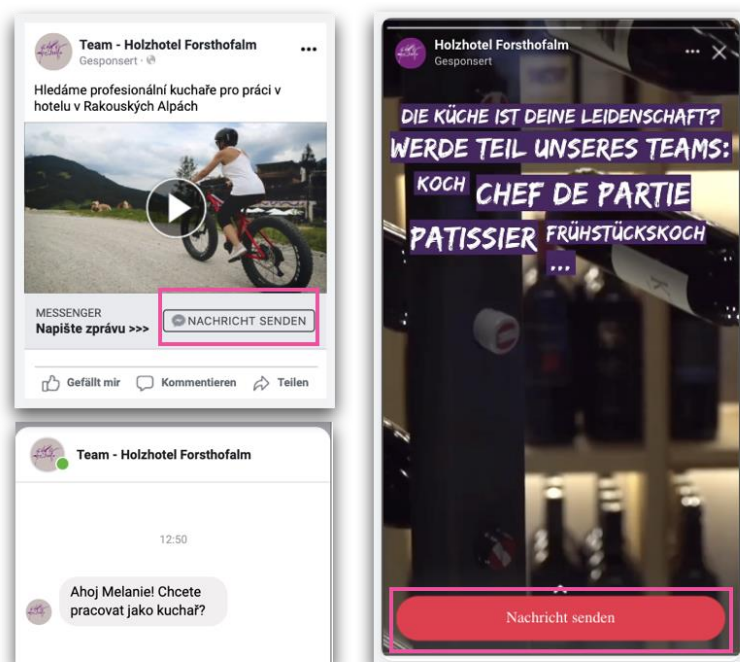 Team - Holzhotel Forsthofalm
Gesponsert ·
Hledáme profesionální kuchaře pro práci v
hotelu v Rakouských Alpách
MESSENGER
Napište zprávu >>>
NACHRICHT SENDEN
Gefällt mir
Kommentieren
Teilen
Team - Holzhotel Forsthofalm
12:50
Ahoj Melanie! Chcete
pracovat jako kuchař?
Holzhotel Forsthofalm
Gesponsert
DIE KÜCHE IST DEINE LEIDENSCHAFT?
WERDE TEIL UNSERES TEAMS:
KOCH CHEF DE PARTIE
PATISSIER FRÜHSTÜCKSKOCH
...
Nachricht senden